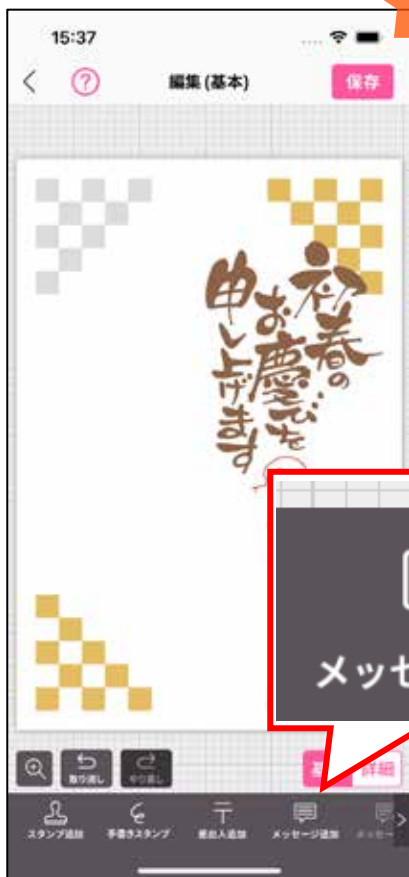 15:37
?
編集 (基本)
保存
初春の
お慶びを
申し上げます
メッセ
取り消し
やり直し
詳細
スタンプ追加
手書きスタンプ
差出人追加
メッセージ追加